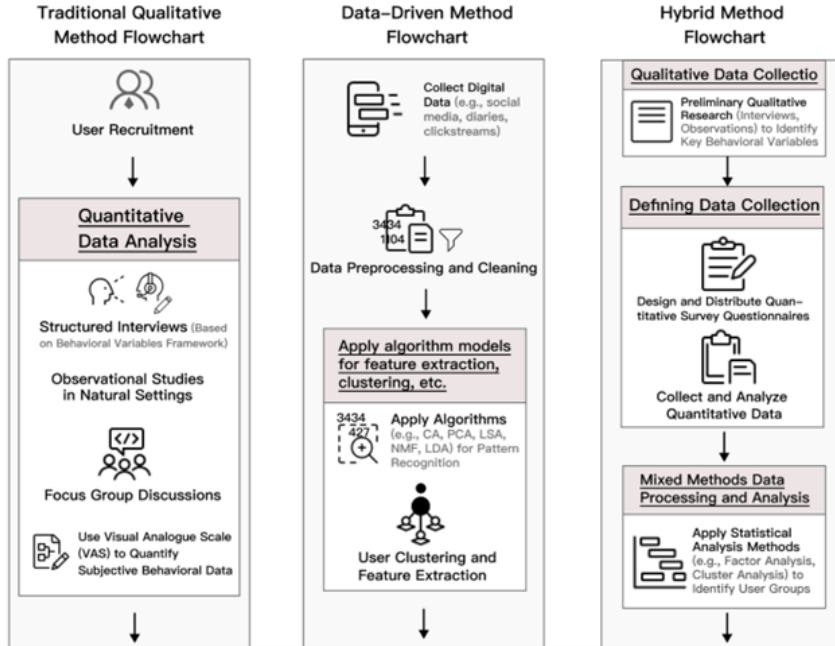 Traditional Qualitative
Method Flowchart
User Recruitment
Quantitative
Data Analysis
Structured Interviews (Based
on Behavioral Variables Framework)
Observational Studies
in Natural Settings
</>
Focus Group Discussions
Use Visual Analogue Scale
(VAS) to Quantify
Subjective Behavioral Data
Data-Driven Method
Flowchart
Collect Digital
Data (e.g., social
media, diaries,
clickstreams)
3434
1104
Data Preprocessing and Cleaning
Apply algorithm models
for feature extraction,
clustering, etc.
3434
427
Apply Algorithms
(e.g., CA, PCA, LSA,
NMF, LDA) for Pattern
Recognition
User Clustering and
Feature Extraction
Hybrid Method
Flowchart
Qualitative Data Collectio
Preliminary Qualitative
Research (Interviews,
Observations) to Identify
Key Behavioral Variables
Defining Data Collection
Design and Distribute Quan-
titative Survey Questionnaires
Collect and Analyze
Quantitative Data
Mixed Methods Data
Processing and Analysis
Apply Statistical
Analysis Methods
(e.g., Factor Analysis,
Cluster Analysis) to
Identify User Groups